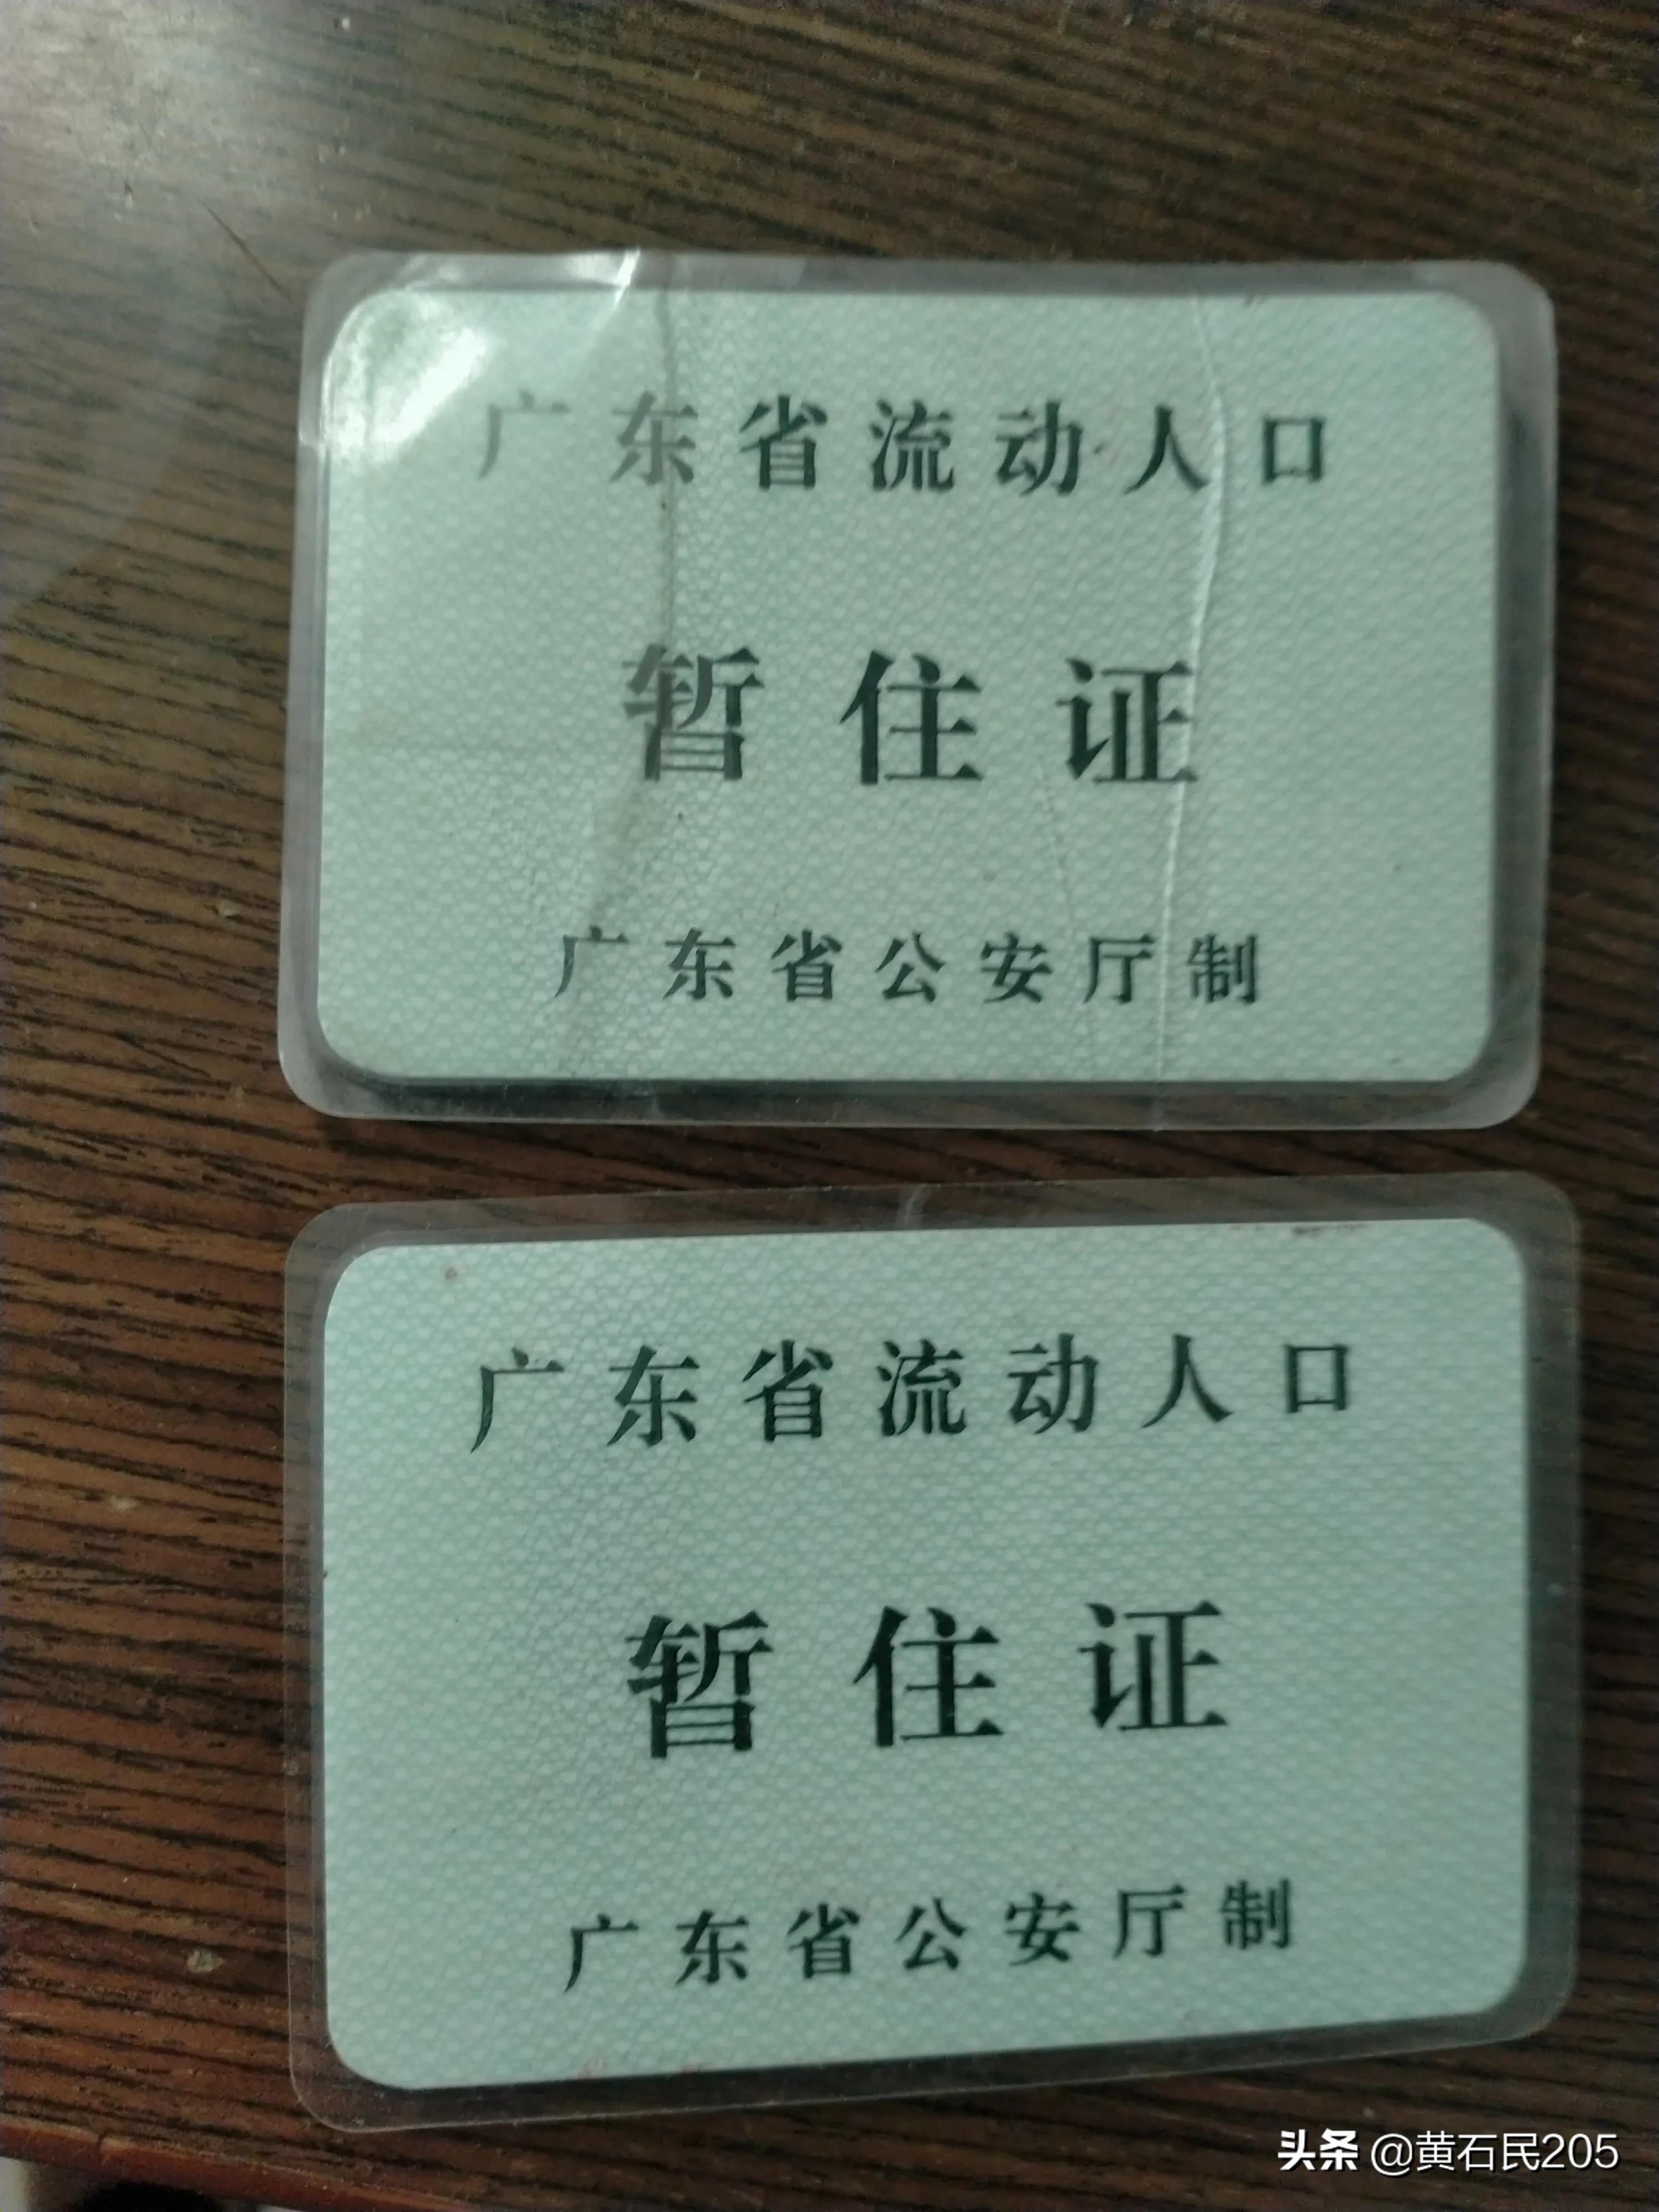 广东省流动人口
暂住证
广东省公安厅制
广东省流动人口
暂住证
广东省公安厅制
头条 @黄石民205